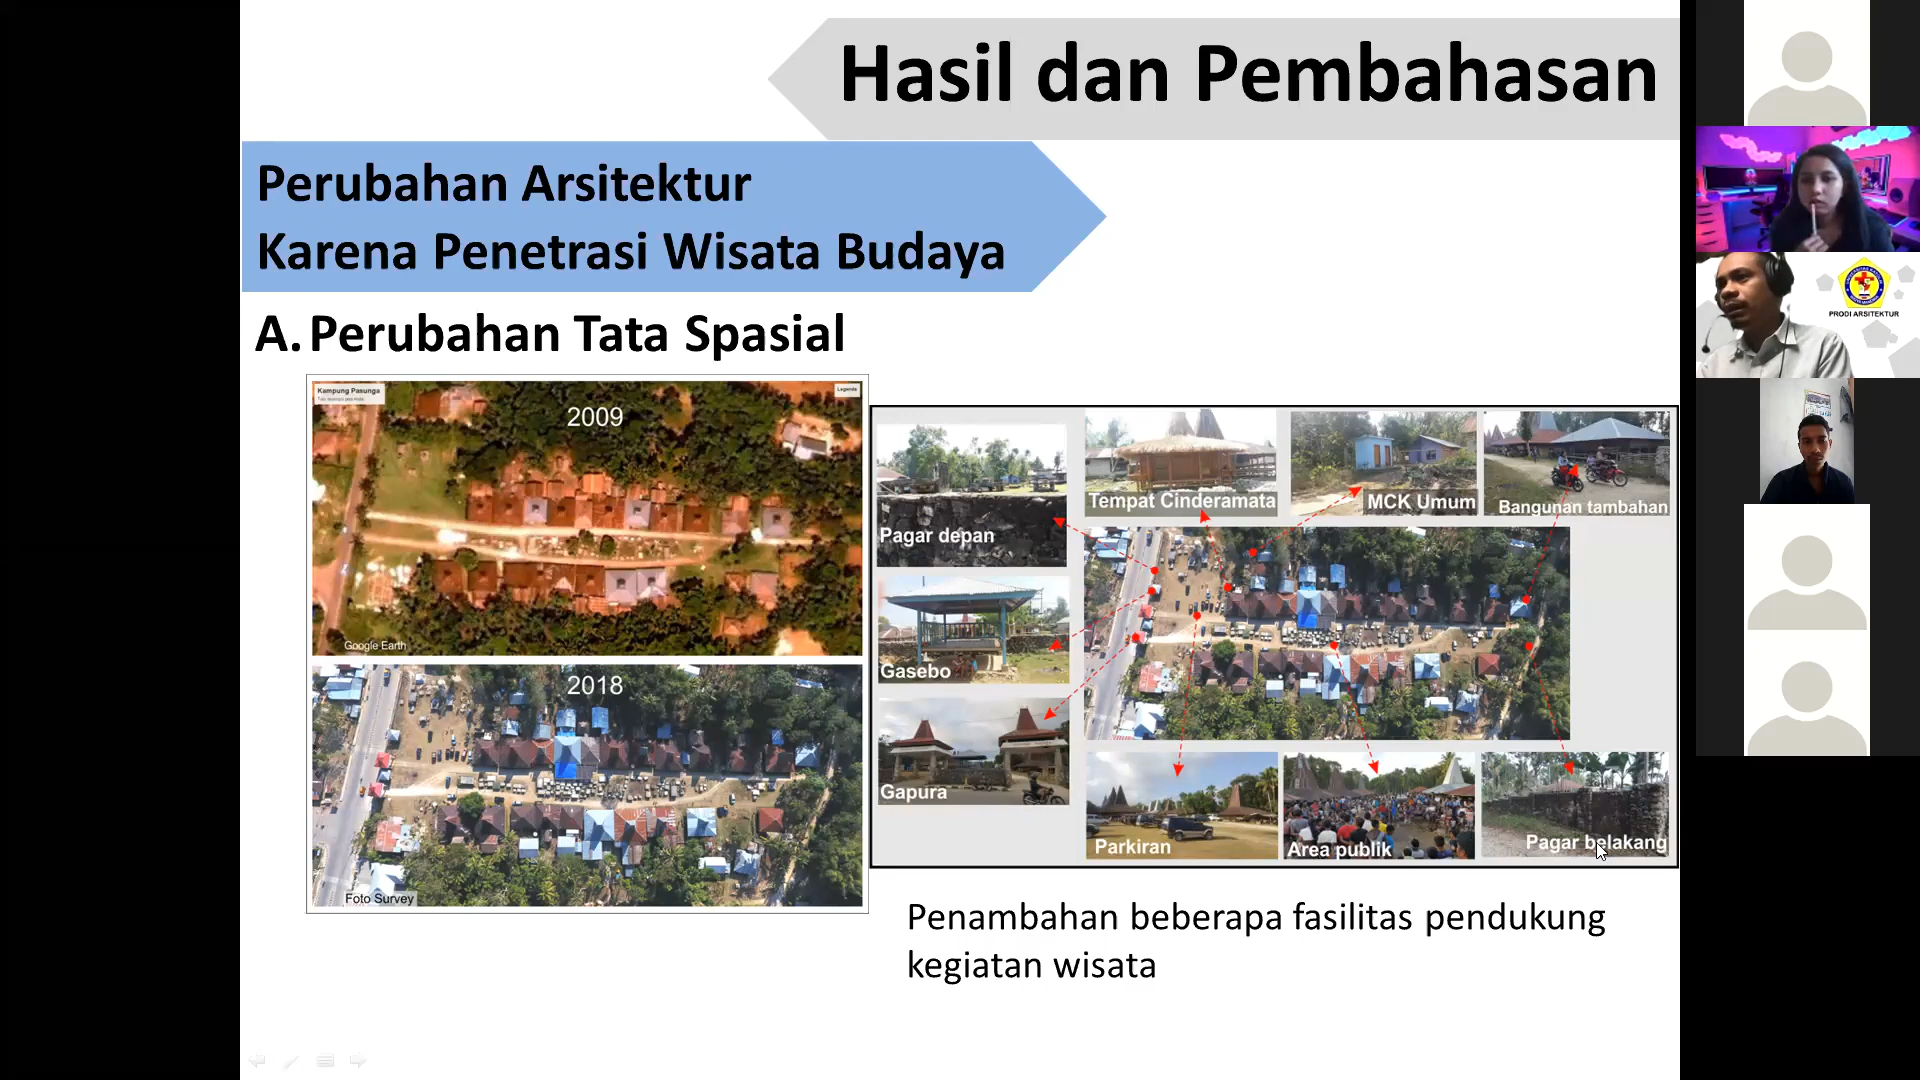 Hasil dan Pembahasan
Perubahan Arsitektur
Karena Penetrasi Wisata Budaya
A. Perubahan Tata Spasial
Kampung Pasunga
Legenda
2009
Google Earth
2018
Foto Survey
Pagar depan
Tempat Cinderamata
MCK Umum
Bangunan tambahan
Gasebo
Gapura
Parkiran
Area publik
Pagar belakang
Penambahan beberapa fasilitas pendukung
kegiatan wisata
PRODI ARSITEKTUR